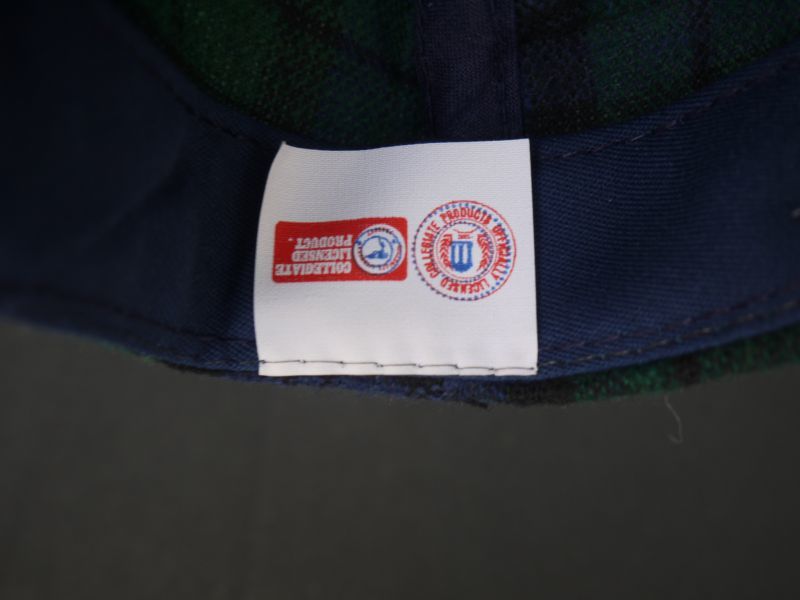 COLLEGIATE
LICENSED
PRODUCT
OFFICIALLY LICENSED COLLEGIATE PRODUCTS